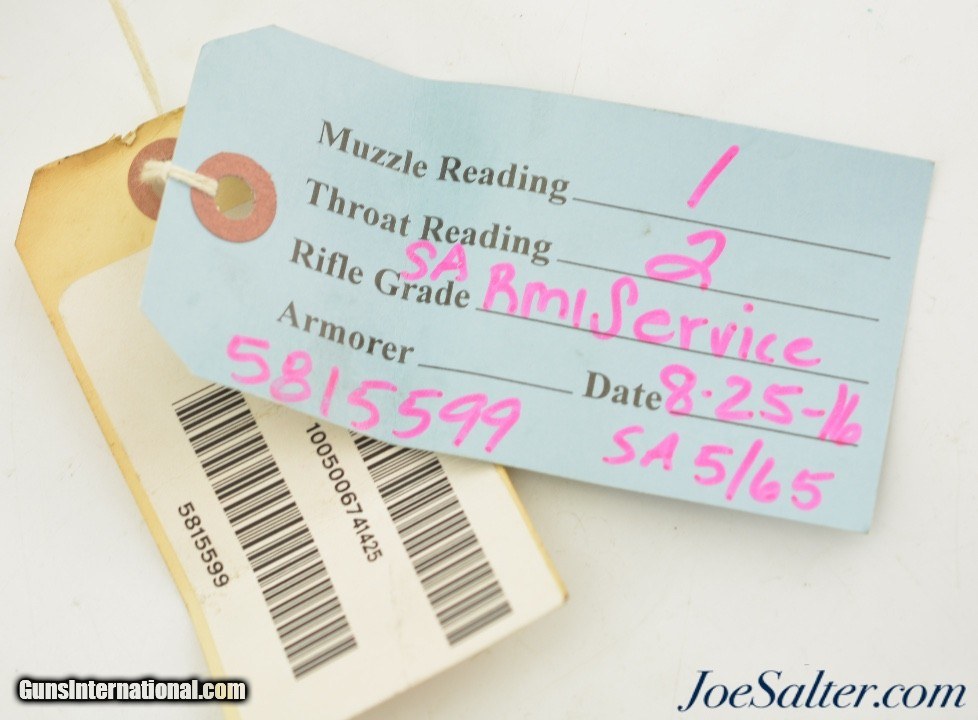 Muzzle Reading 1
Throat Reading 2
Rifle Grade SA RM1 Service
Armorer Date 8-25-16
5815599 SA 5/65
1005006741425
5815599
GunsInternational.com
JoeSalter.com